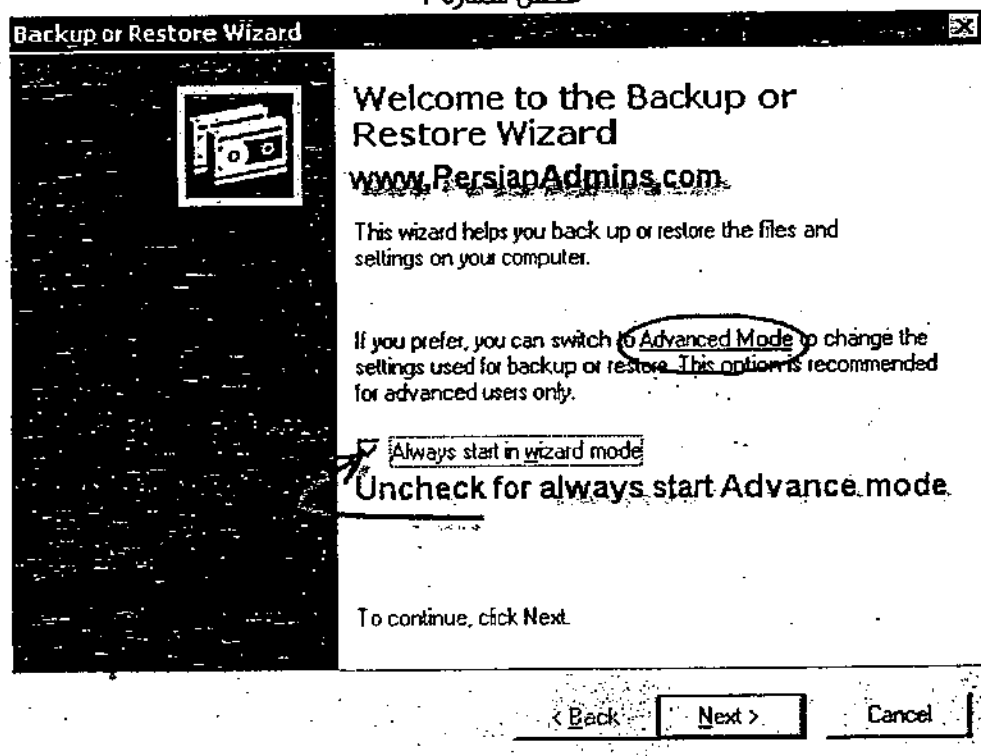 Backup or Restore Wizard
Welcome to the Backup or
Restore Wizard
www.PersianAdmins.com
This wizard helps you back up or restore the files and
settings on your computer.
If you prefer, you can switch to Advanced Mode to change the
settings used for backup or restore. This option is recommended
for advanced users only.
Always start in wizard mode
Uncheck for always start Advance mode
To continue, click Next.
< Back
Next >
Cancel